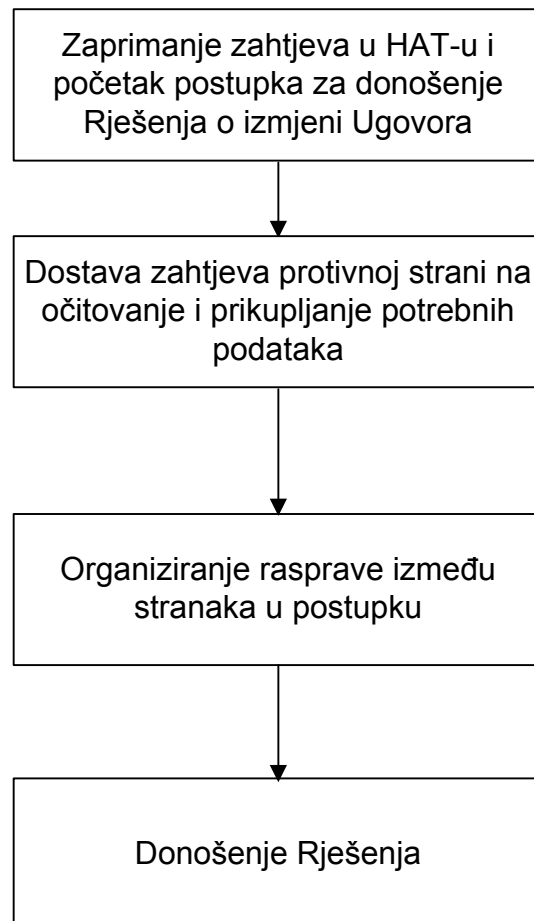 Zaprimanje zahtjeva u HAT-u i
početak postupka za donošenje
Rješenja o izmjeni Ugovora
Dostava zahtjeva protivnoj strani na
očitovanje i prikupljanje potrebnih
podataka
Organiziranje rasprave između
stranaka u postupku
Donošenje Rješenja